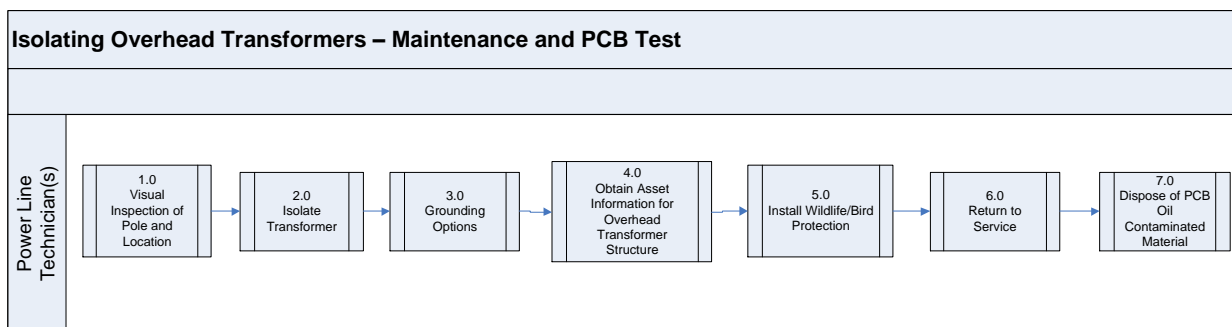 Isolating Overhead Transformers – Maintenance and PCB Test
Power Line
Technician(s)
1.0
Visual
Inspection of
Pole and
Location
2.0
Isolate
Transformer
3.0
Grounding
Options
4.0
Obtain Asset
Information for
Overhead
Transformer
Structure
5.0
Install Wildlife/Bird
Protection
6.0
Return to
Service
7.0
Dispose of PCB
Oil
Contaminated
Material